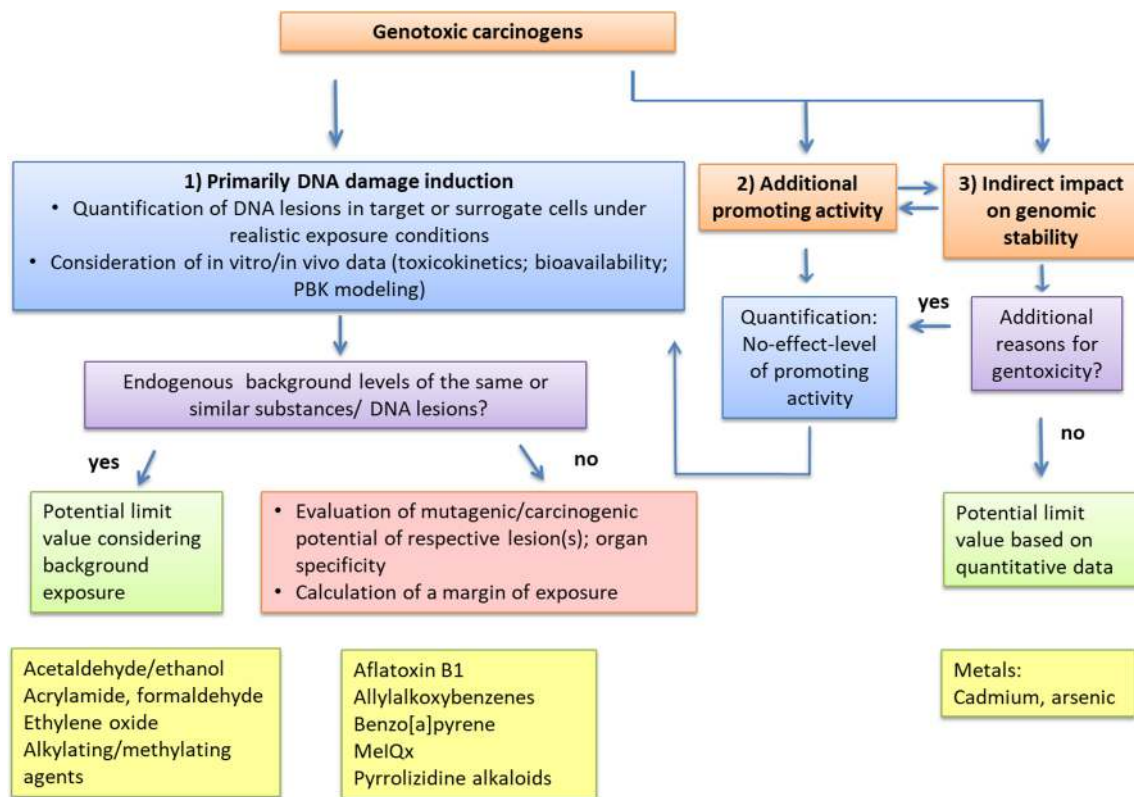 Genotoxic carcinogens
1) Primarily DNA damage induction
• Quantification of DNA lesions in target or surrogate cells under
realistic exposure conditions
• Consideration of in vitro/in vivo data (toxicokinetics; bioavailability;
PBK modeling)
2) Additional
promoting activity
3) Indirect impact
on genomic
stability
Endogenous background levels of the same or
similar substances/ DNA lesions?
Quantification:
No-effect-level
of promoting
activity
yes
Additional
reasons for
gentoxicity?
yes
no
no
Potential limit
value considering
background
exposure
• Evaluation of mutagenic/carcinogenic
potential of respective lesion(s); organ
specificity
• Calculation of a margin of exposure
Potential limit
value based on
quantitative data
Acetaldehyde/ethanol
Acrylamide, formaldehyde
Ethylene oxide
Alkylating/methylating
agents
Aflatoxin B1
Allylalkoxybenzenes
Benzo[a]pyrene
MeIQx
Pyrrolizidine alkaloids
Metals:
Cadmium, arsenic